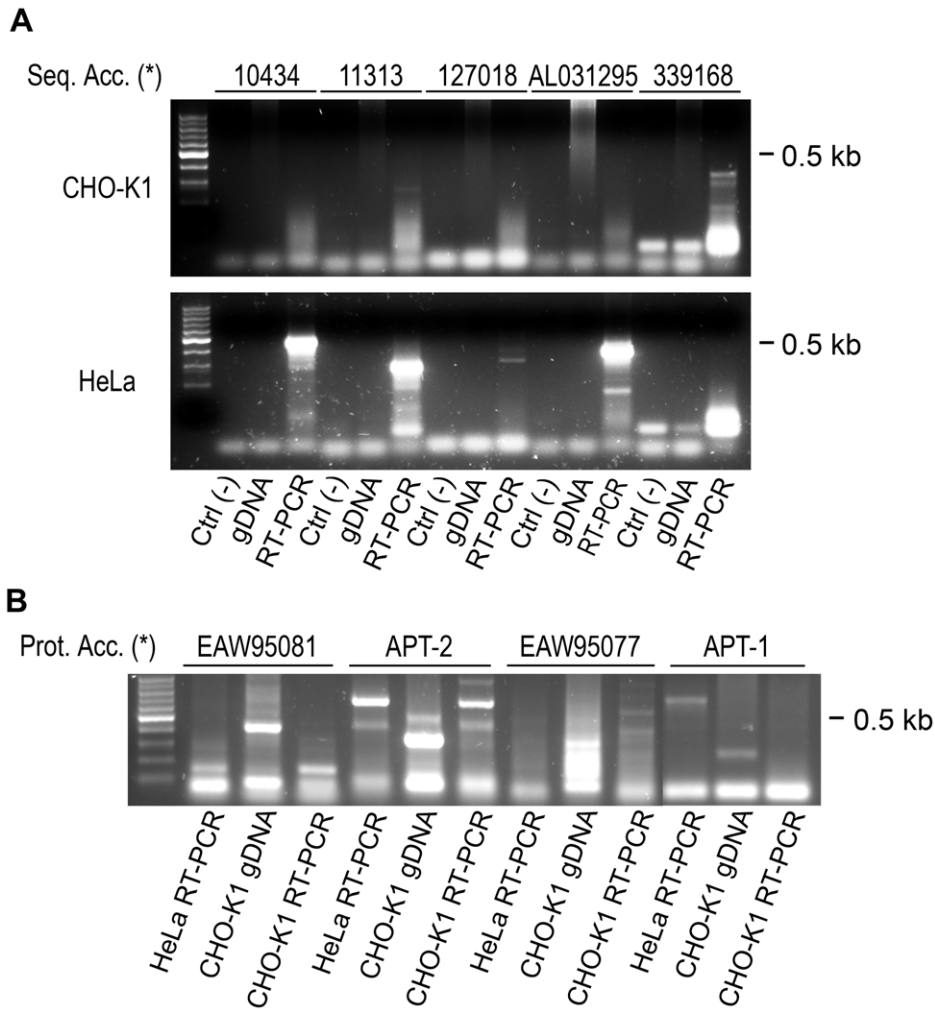 A
Seq. Acc. (*) 10434 11313 127018 AL031295 339168
– 0.5 kb
CHO-K1
– 0.5 kb
HeLa
Ctrl (-) gDNA RT-PCR Ctrl (-) gDNA RT-PCR Ctrl (-) gDNA RT-PCR Ctrl (-) gDNA RT-PCR Ctrl (-) gDNA RT-PCR
B
Prot. Acc. (*) EAW95081 APT-2 EAW95077 APT-1
– 0.5 kb
HeLa RT-PCR CHO-K1 gDNA CHO-K1 RT-PCR HeLa RT-PCR CHO-K1 gDNA CHO-K1 RT-PCR HeLa RT-PCR CHO-K1 gDNA CHO-K1 RT-PCR HeLa RT-PCR CHO-K1 gDNA CHO-K1 RT-PCR